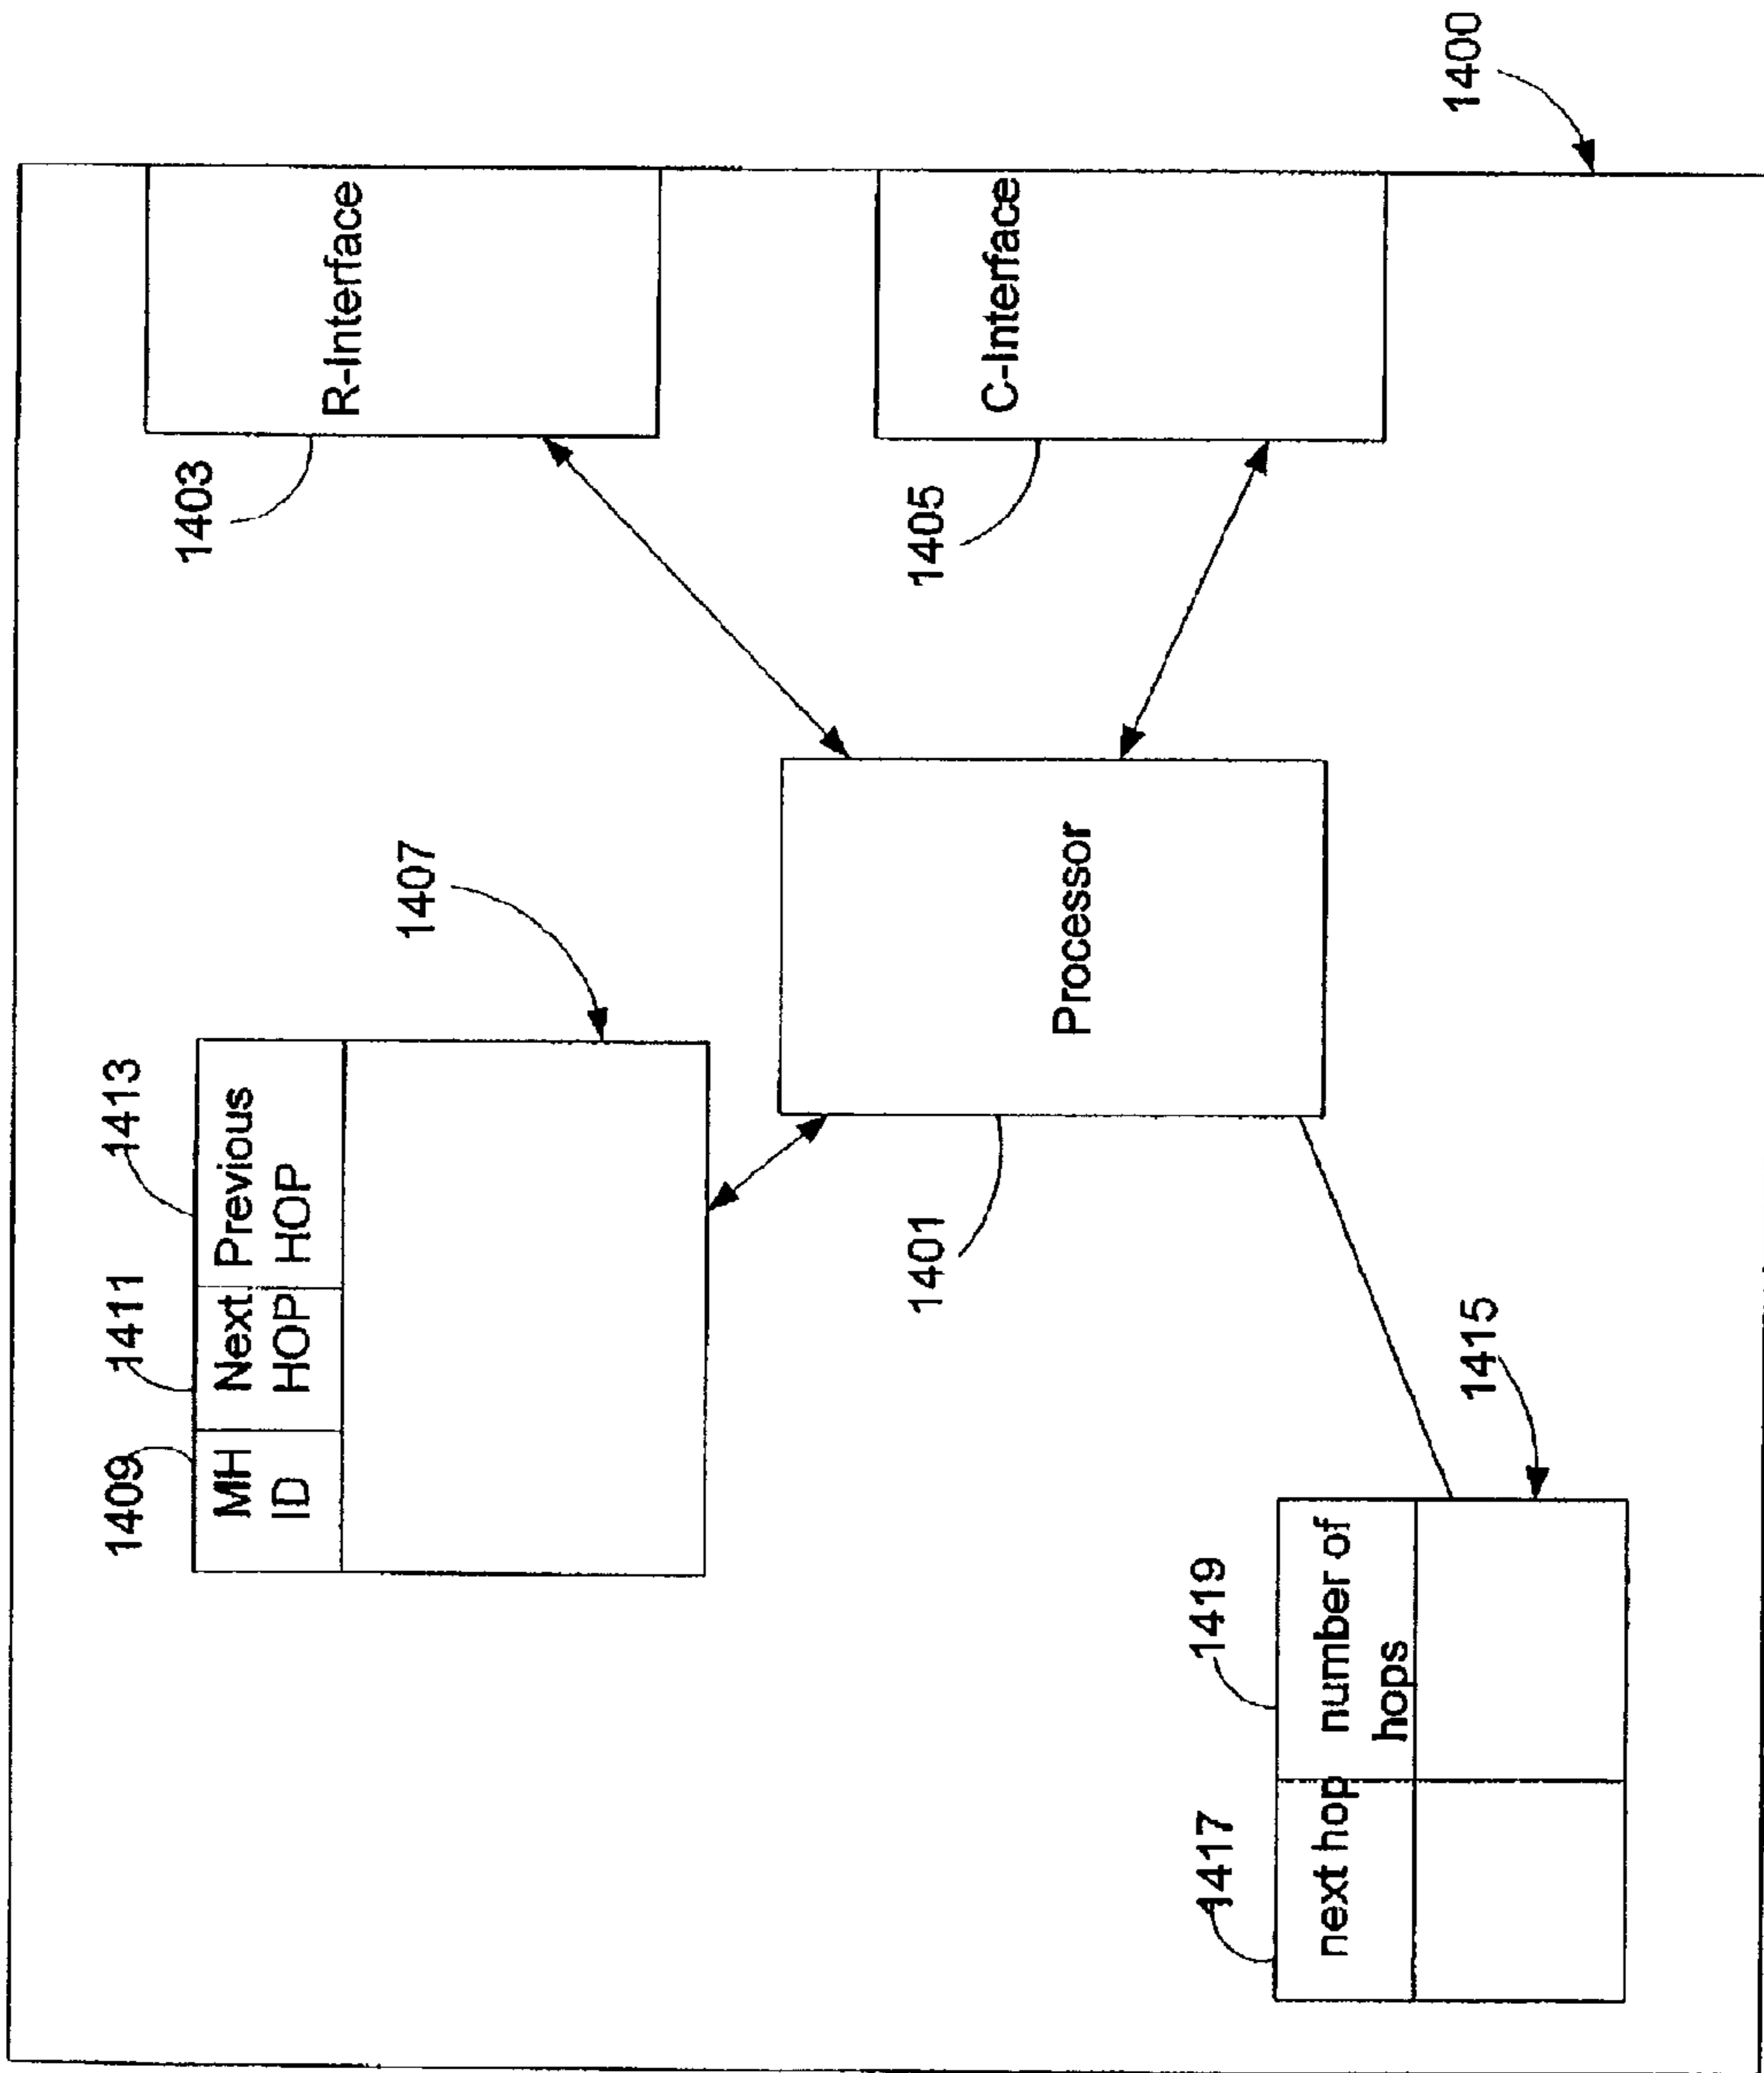 1409
1411
1413
MH
ID
Next
HOP
Previous
HOP
1407
1403
R-Interface
1401
Processor
1405
C-Interface
1417
1419
next hop
number of
hops
1415
1400